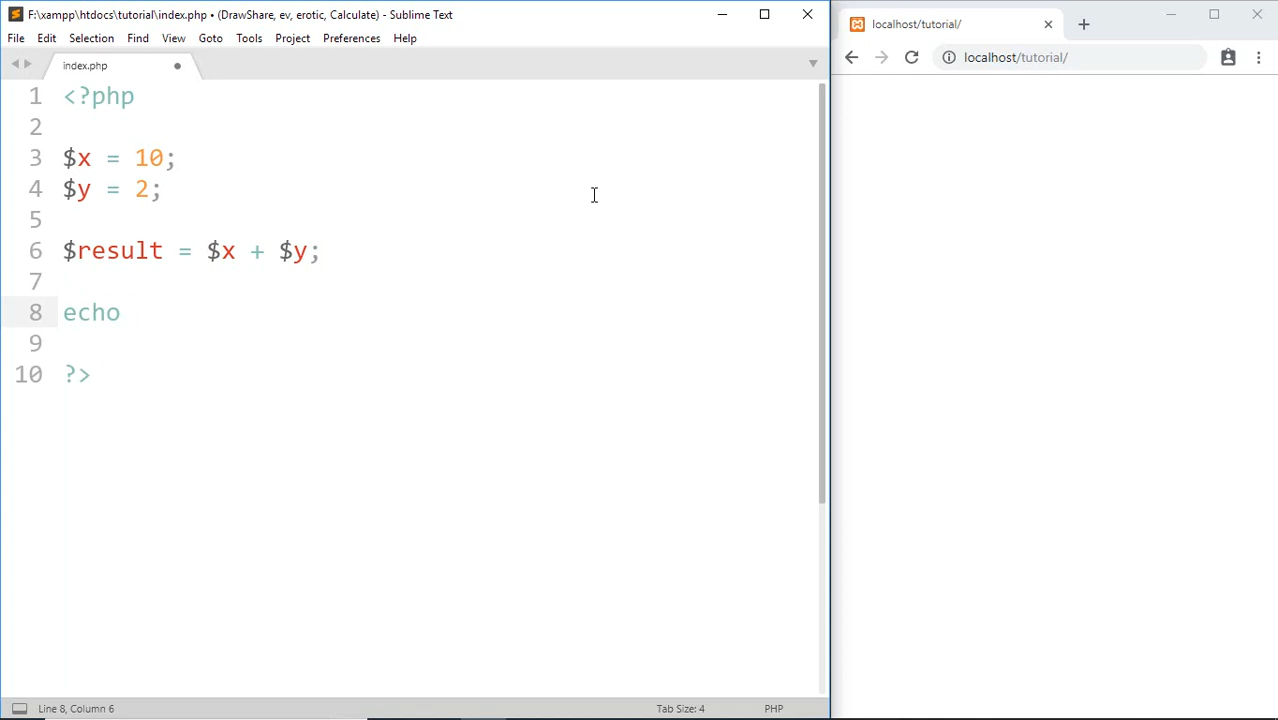 F:\xampp\htdocs\tutorial\index.php • (DrawShare, ev, erotic, Calculate) - Sublime Text
File Edit Selection Find View Goto Tools Project Preferences Help
index.php
1 <?php
2
3 $x = 10;
4 $y = 2;
5
6 $result = $x + $y;
7
8 echo
9
10 ?>
Line 8, Column 6
Tab Size: 4
PHP
localhost/tutorial/
localhost/tutorial/